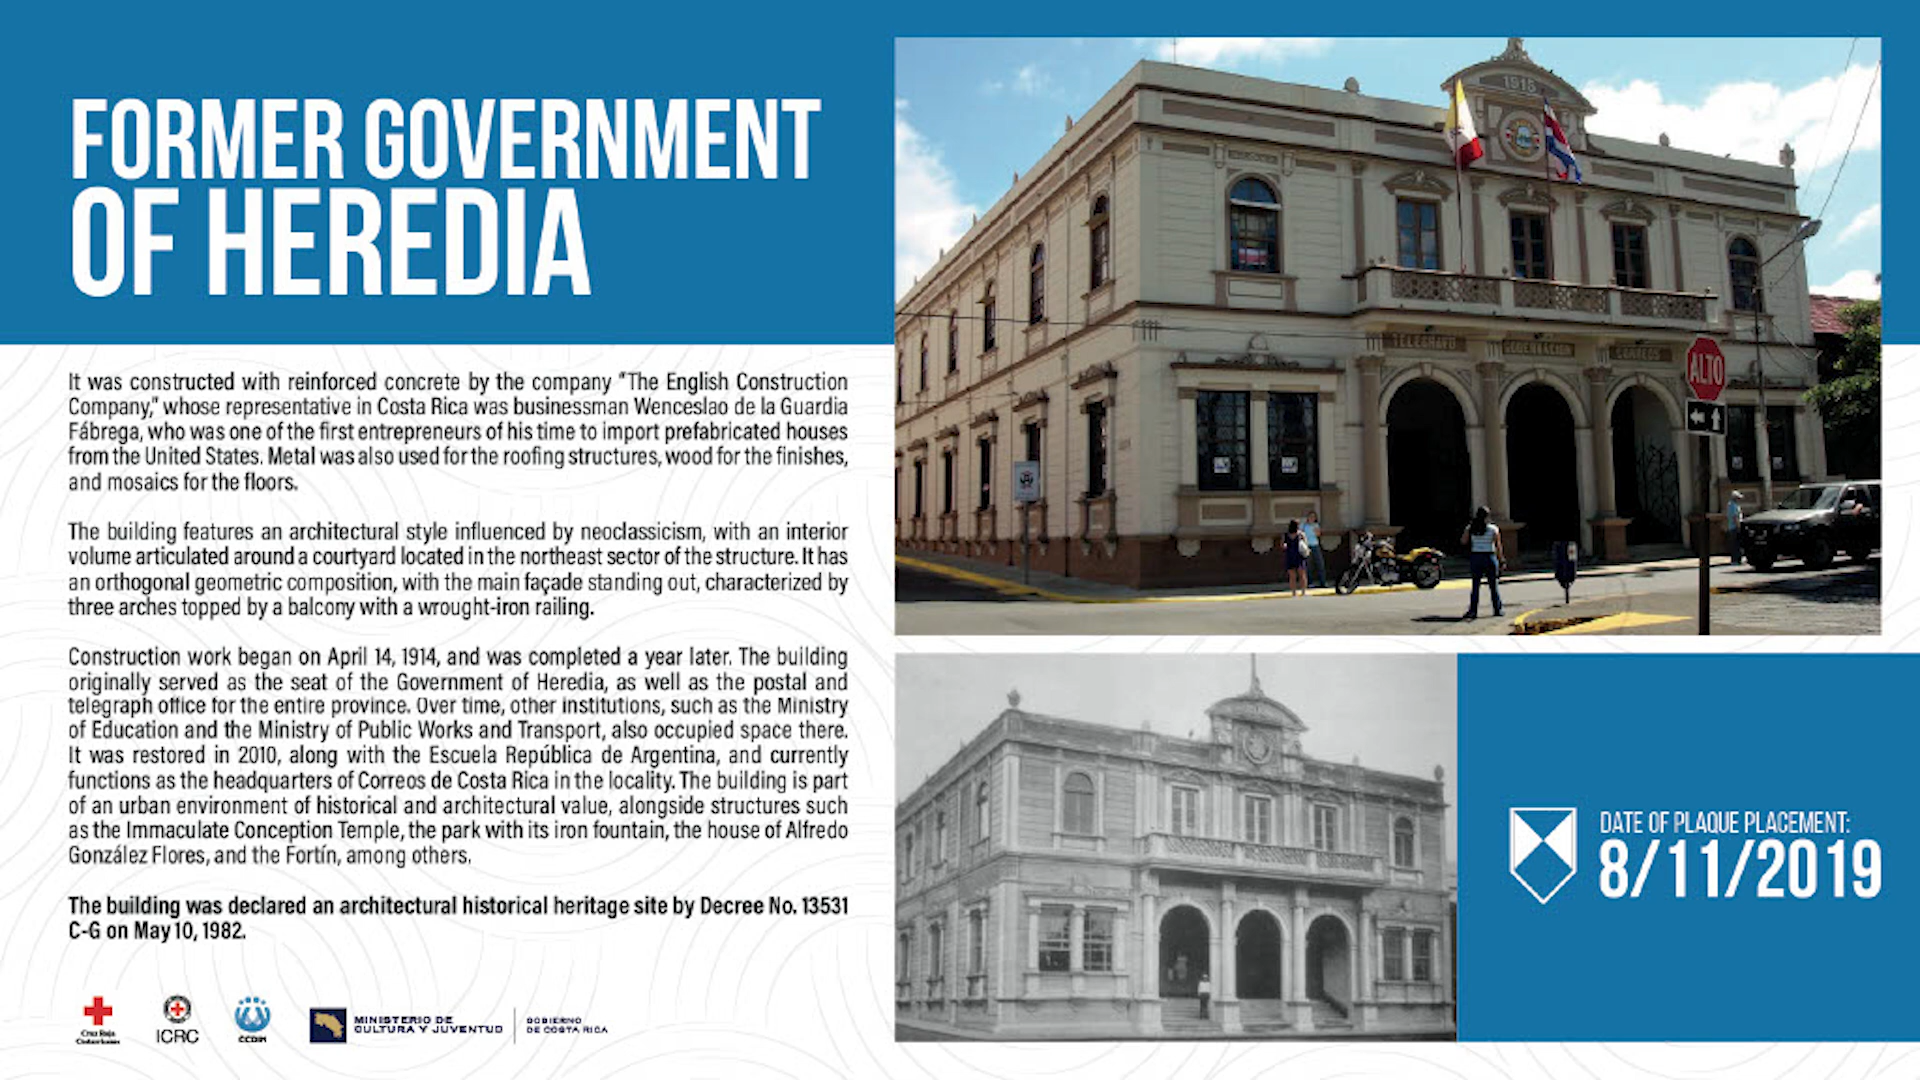 FORMER GOVERNMENT
OF HEREDIA
It was constructed with reinforced concrete by the company "The English Construction
Company," whose representative in Costa Rica was businessman Wenceslao de la Guardia
Fábrega, who was one of the first entrepreneurs of his time to import prefabricated houses
from the United States. Metal was also used for the roofing structures, wood for the finishes,
and mosaics for the floors.
The building features an architectural style influenced by neoclassicism, with an interior
volume articulated around a courtyard located in the northeast sector of the structure. It has
an orthogonal geometric composition, with the main façade standing out, characterized by
three arches topped by a balcony with a wrought-iron railing.
Construction work began on April 14, 1914, and was completed a year later. The building
originally served as the seat of the Government of Heredia, as well as the postal and
telegraph office for the entire province. Over time, other institutions, such as the Ministry
of Education and the Ministry of Public Works and Transport, also occupied space there.
It was restored in 2010, along with the Escuela República de Argentina, and currently
functions as the headquarters of Correos de Costa Rica in the locality. The building is part
of an urban environment of historical and architectural value, alongside structures such
as the Immaculate Conception Temple, the park with its iron fountain, the house of Alfredo
González Flores, and the Fortín, among others.
The building was declared an architectural historical heritage site by Decree No. 13531
C-G on May 10, 1982.
Cruz Roja
Costarricense
ICRC
CCDIH
MINISTERIO DE
CULTURA Y JUVENTUD
GOBIERNO
DE COSTA RICA
TELEGRAFO
GOBERNACION
CORREOS
ALTO
DATE OF PLAQUE PLACEMENT:
8/11/2019